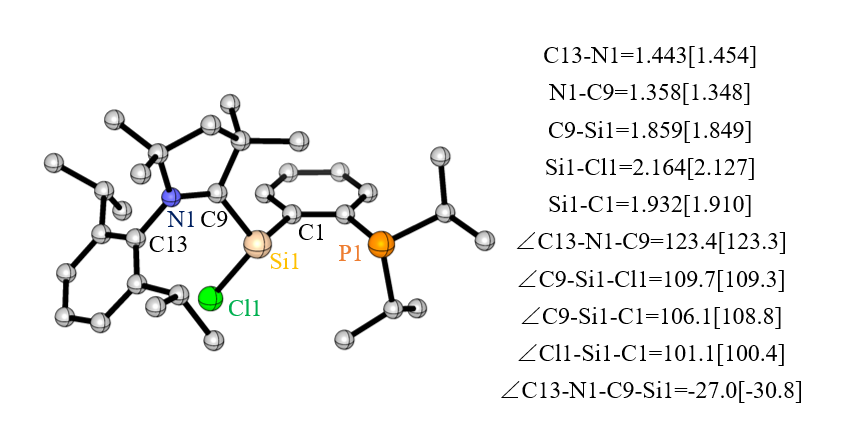 N1
C9
C13
C1
Si1
P1
Cl1
C13-N1=1.443[1.454]
N1-C9=1.358[1.348]
C9-Si1=1.859[1.849]
Si1-Cl1=2.164[2.127]
Si1-C1=1.932[1.910]
∠C13-N1-C9=123.4[123.3]
∠C9-Si1-Cl1=109.7[109.3]
∠C9-Si1-C1=106.1[108.8]
∠Cl1-Si1-C1=101.1[100.4]
∠C13-N1-C9-Si1=-27.0[-30.8]